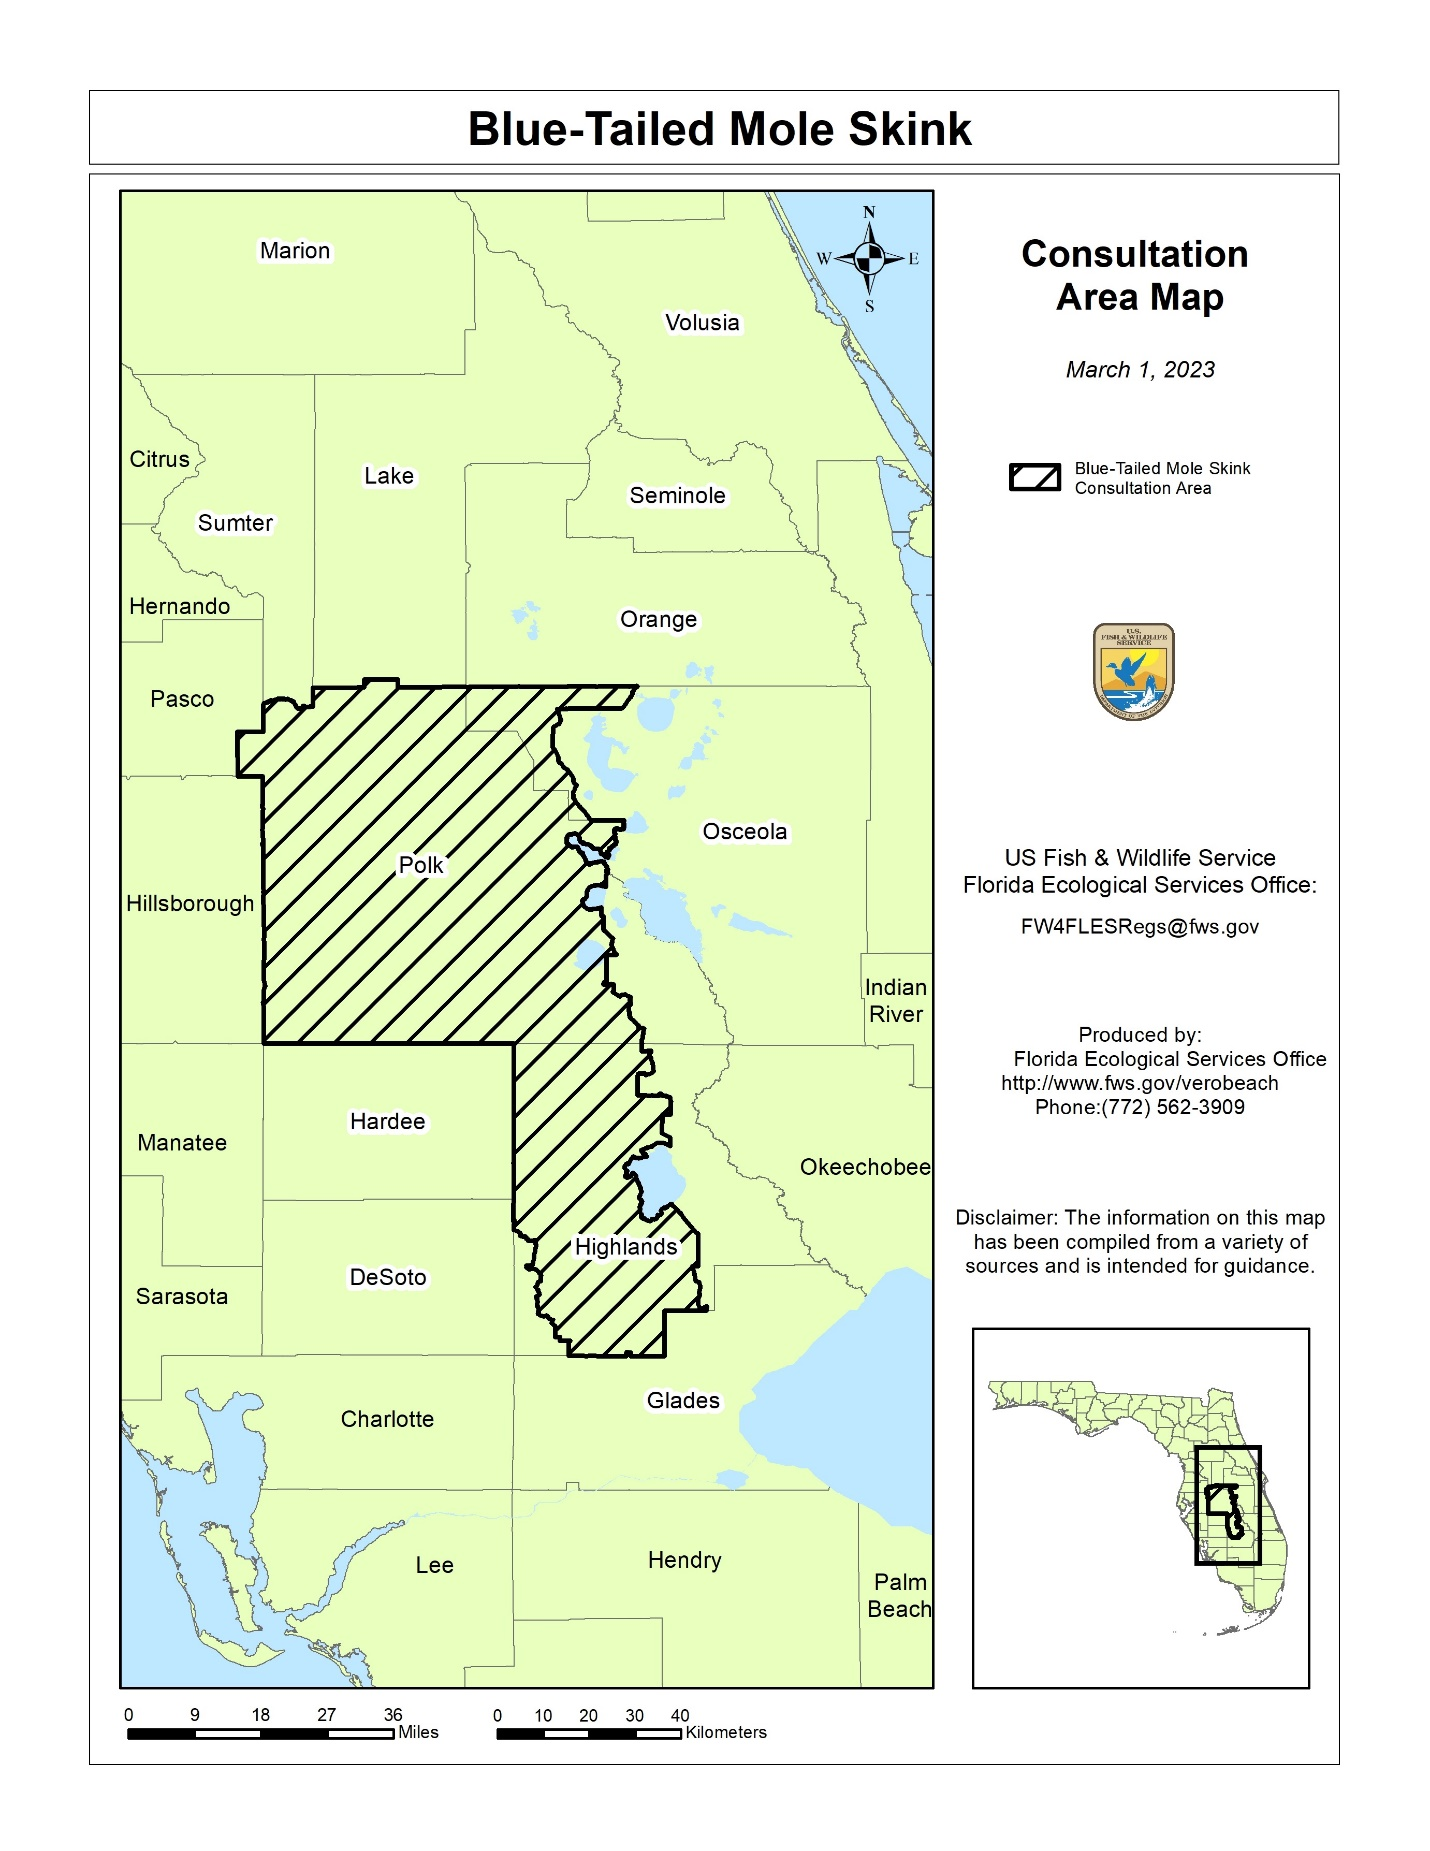 Blue-Tailed Mole Skink
Consultation
Area Map
March 1, 2023
Blue-Tailed Mole Skink
Consultation Area
U.S.
FISH & WILDLIFE
SERVICE
US Fish & Wildlife Service
Florida Ecological Services Office:
FW4FLESRegs@fws.gov
Produced by:
Florida Ecological Services Office
http://www.fws.gov/verobeach
Phone:(772) 562-3909
Disclaimer: The information on this map
has been compiled from a variety of
sources and is intended for guidance.
N
W
E
S
Marion
Volusia
Citrus
Lake
Seminole
Sumter
Hernando
Orange
Pasco
Osceola
Polk
Hillsborough
Indian
River
Hardee
Manatee
Okeechobee
Highlands
DeSoto
Sarasota
Glades
Charlotte
Lee
Hendry
Palm
Beach
0 9 18 27 36
Miles
0 10 20 30 40
Kilometers